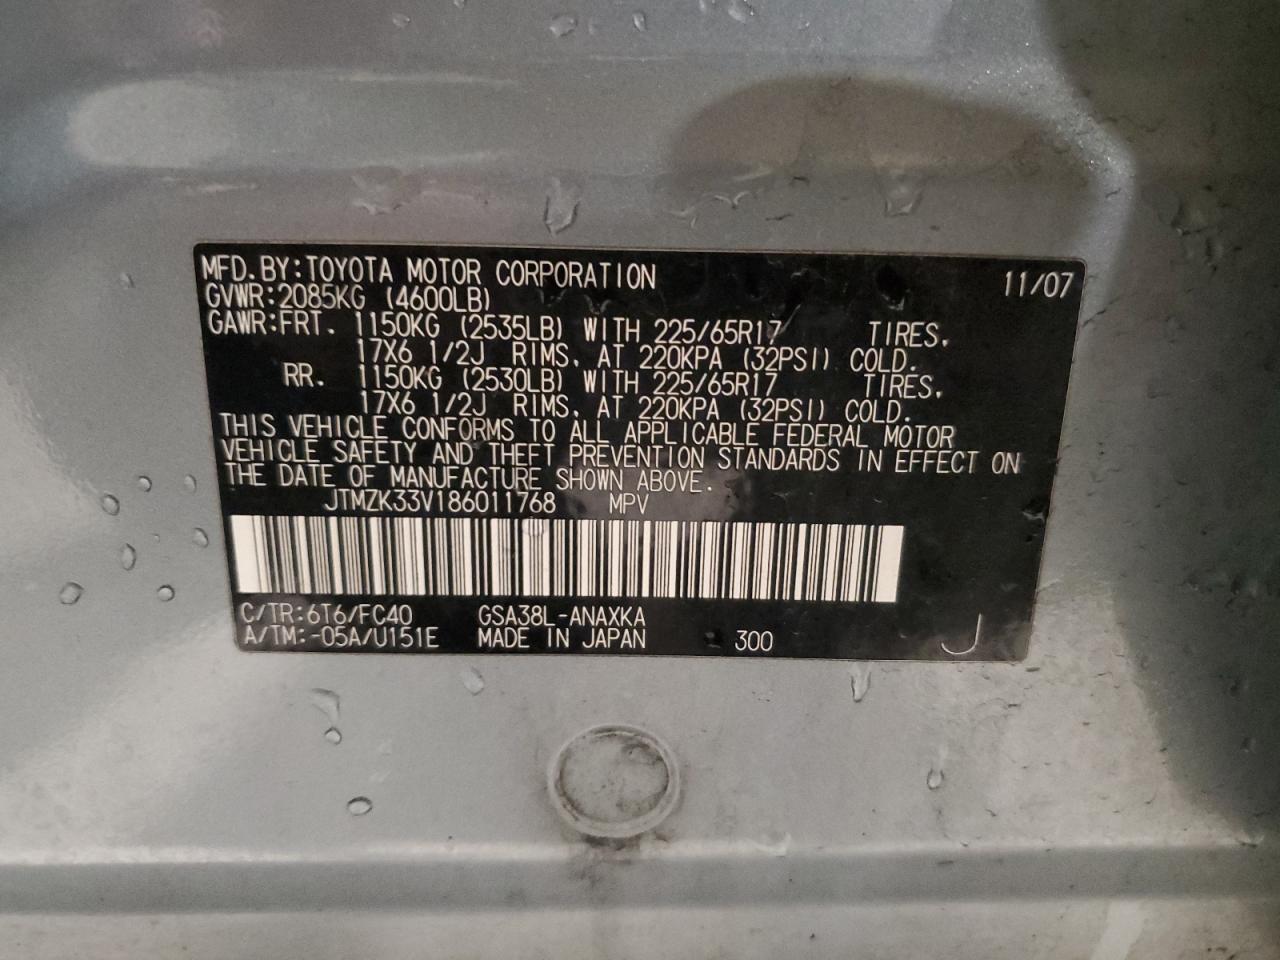 MFD.BY:TOYOTA MOTOR CORPORATION 11/07
GVWR:2085KG (4600LB)
GAWR:FRT. 1150KG (2535LB) WITH 225/65R17 TIRES.
17X6 1/2J RIMS, AT 220KPA (32PSI) COLD.
RR. 1150KG (2530LB) WITH 225/65R17 TIRES,
17X6 1/2J RIMS, AT 220KPA (32PSI) COLD.
THIS VEHICLE CONFORMS TO ALL APPLICABLE FEDERAL MOTOR
VEHICLE SAFETY AND THEFT PREVENTION STANDARDS IN EFFECT ON
THE DATE OF MANUFACTURE SHOWN ABOVE.
JTMZK33V186011768 MPV
C/TR:6T6/FC40 GSA38L-ANAXKA
A/TM:-05A/U151E MADE IN JAPAN 300 J